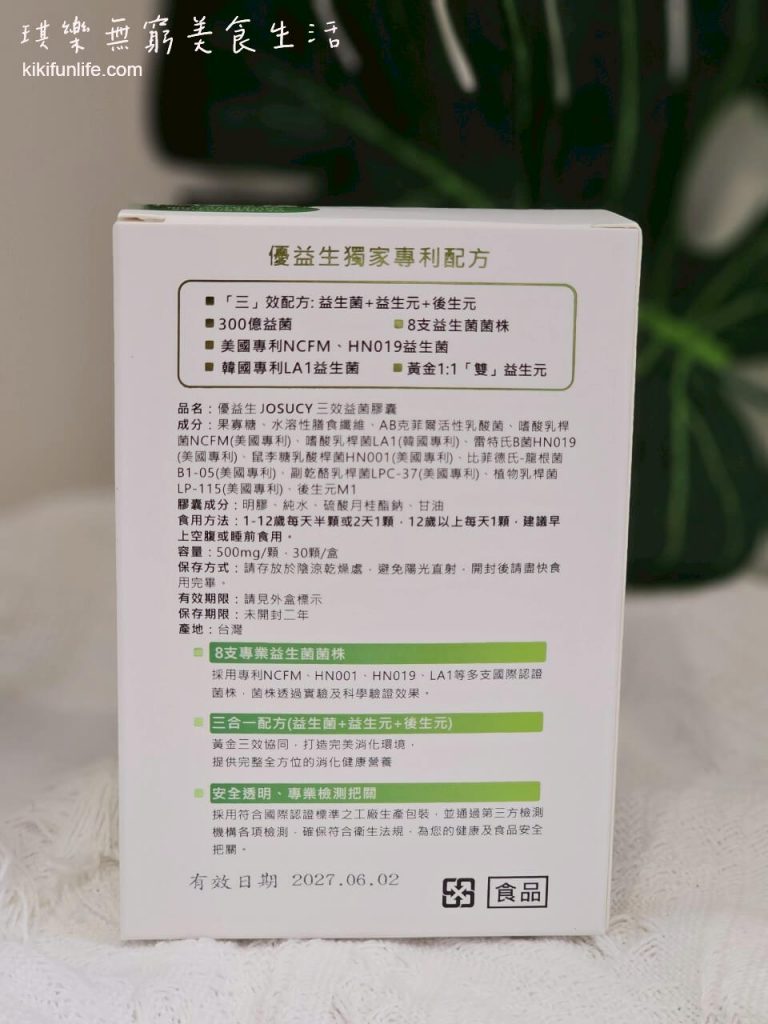 琪樂無窮美食生活
kikifunlife.com
優益生獨家專利配方
「三」效配方: 益生菌+益生元+後生元
300億益菌
8支益生菌菌株
美國專利NCFM、HN019益生菌
韓國專利LA1益生菌
黃金1:1「雙」益生元
品名：優益生 JOSUCY 三效益菌膠囊
成分：果寡糖、水溶性膳食纖維、AB克菲爾活性乳酸菌、嗜酸乳桿
菌NCFM(美國專利)、嗜酸乳桿菌LA1(韓國專利)、雷特氏B菌HN019
(美國專利)、鼠李糖乳酸桿菌HN001(美國專利)、比菲德氏-龍根菌
B1-05(美國專利)、副乾酪乳桿菌LPC-37(美國專利)、植物乳桿菌
LP-115(美國專利)、後生元M1
膠囊成分：明膠、純水、硫酸月桂酯鈉、甘油
食用方法：1-12歲每天半顆或2天1顆，12歲以上每天1顆，建議早
上空腹或睡前食用。
容量：500mg/顆，30顆/盒
保存方式：請存放於陰涼乾燥處，避免陽光直射，開封後請盡快食
用完畢。
有效期限：請見外盒標示
保存期限：未開封二年
產地：台灣
8支專業益生菌菌株
採用專利NCFM、HN001、HN019、LA1等多支國際認證
菌株，菌株透過實驗及科學驗證效果。
三合一配方(益生菌+益生元+後生元)
黃金三效協同，打造完美消化環境，
提供完整全方位的消化健康營養
安全透明、專業檢測把關
採用符合國際認證標準之工廠生產包裝，並通過第三方檢測
機構各項檢測，確保符合衛生法規，為您的健康及食品安全
把關。
有效日期 2027.06.02
食品